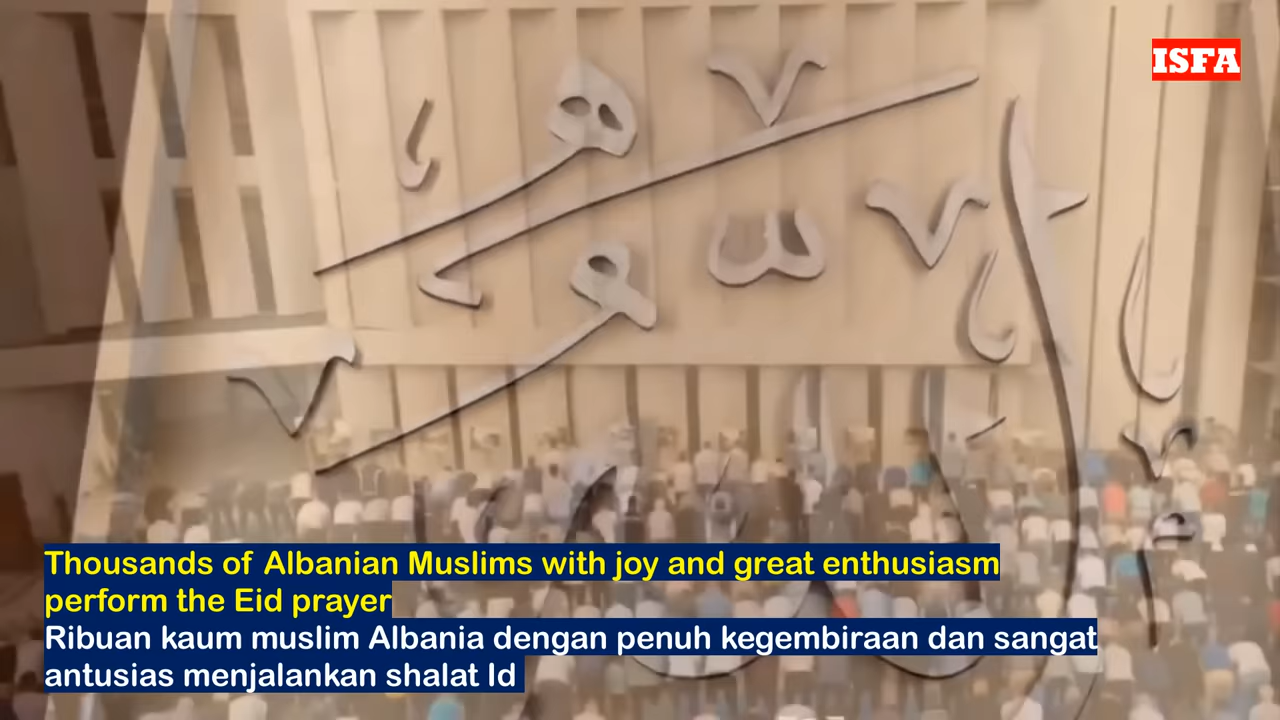 ISFA
Thousands of Albanian Muslims with joy and great enthusiasm
perform the Eid prayer
Ribuan kaum muslim Albania dengan penuh kegembiraan dan sangat
antusias menjalankan shalat Id